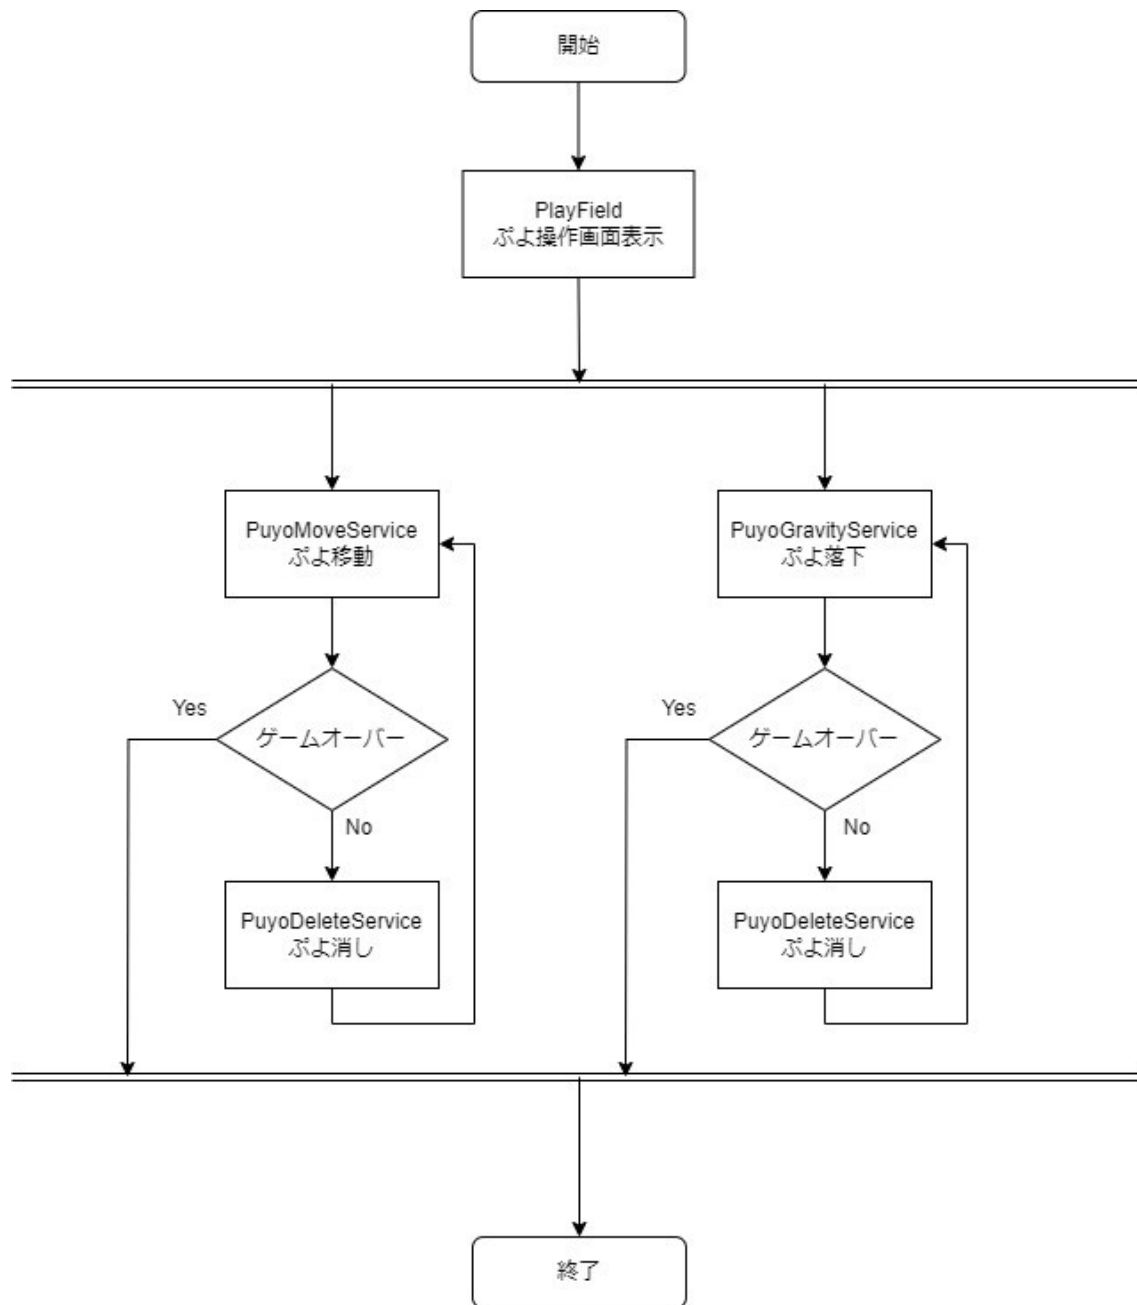 開始
PlayField
ぷよ操作画面表示
PuyoMoveService
ぷよ移動
PuyoGravityService
ぷよ落下
Yes
ゲームオーバー
Yes
ゲームオーバー
No
No
PuyoDeleteService
ぷよ消し
PuyoDeleteService
ぷよ消し
終了